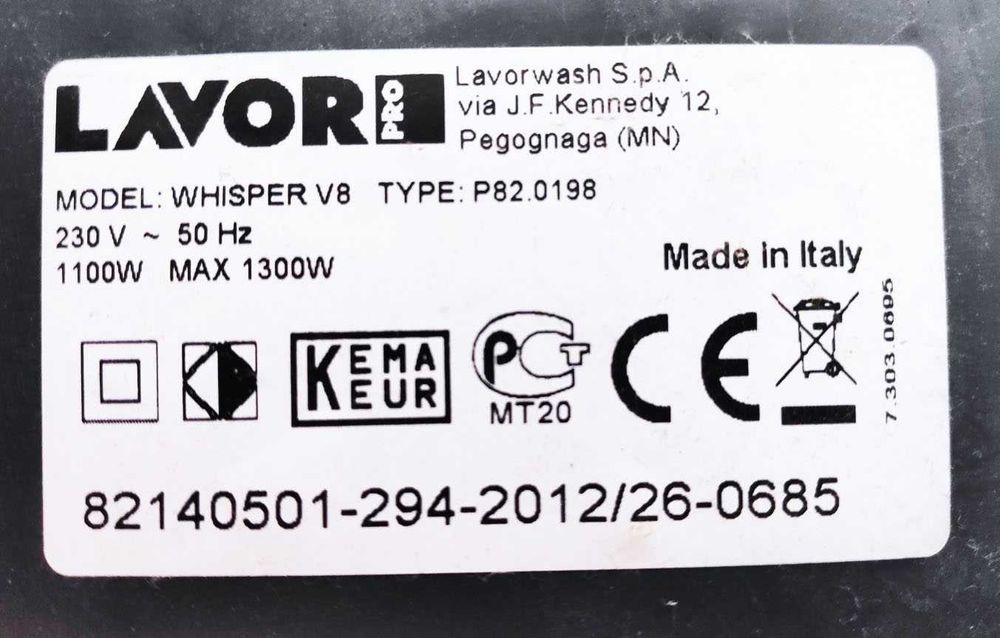 LAVOR PRO
Lavorwash S.p.A.
via J.F.Kennedy 12,
Pegognaga (MN)
MODEL: WHISPER V8 TYPE: P82.0198
230 V ~ 50 Hz
1100W MAX 1300W
Made in Italy
KEMA
KEUR
PCT
MT20
CE
7.303.0695
82140501-294-2012/26-0685